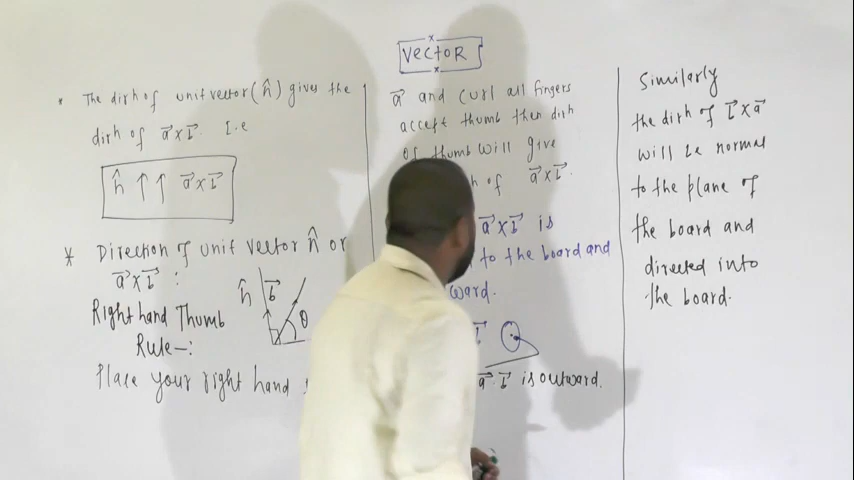 VECTOR
* The dirⁿ of unit vector (n̂) gives the
dirⁿ of a⃗ x b⃗. I.e
n̂ ↑↑ a⃗ x b⃗
* Direction of unit vector n̂ or
a⃗ x b⃗ :
Right hand Thumb
Rule-:
n̂ b⃗ θ
Place your right hand
a⃗ and curl all fingers
accept thumb then dirⁿ
of thumb will give
of a⃗ x b⃗.
a⃗ x b⃗ is
to the board and
ward.
a⃗ . b⃗ is outward.
Similarly
the dirⁿ of b⃗ x a⃗
will be normal
to the plane of
the board and
directed into
the board.